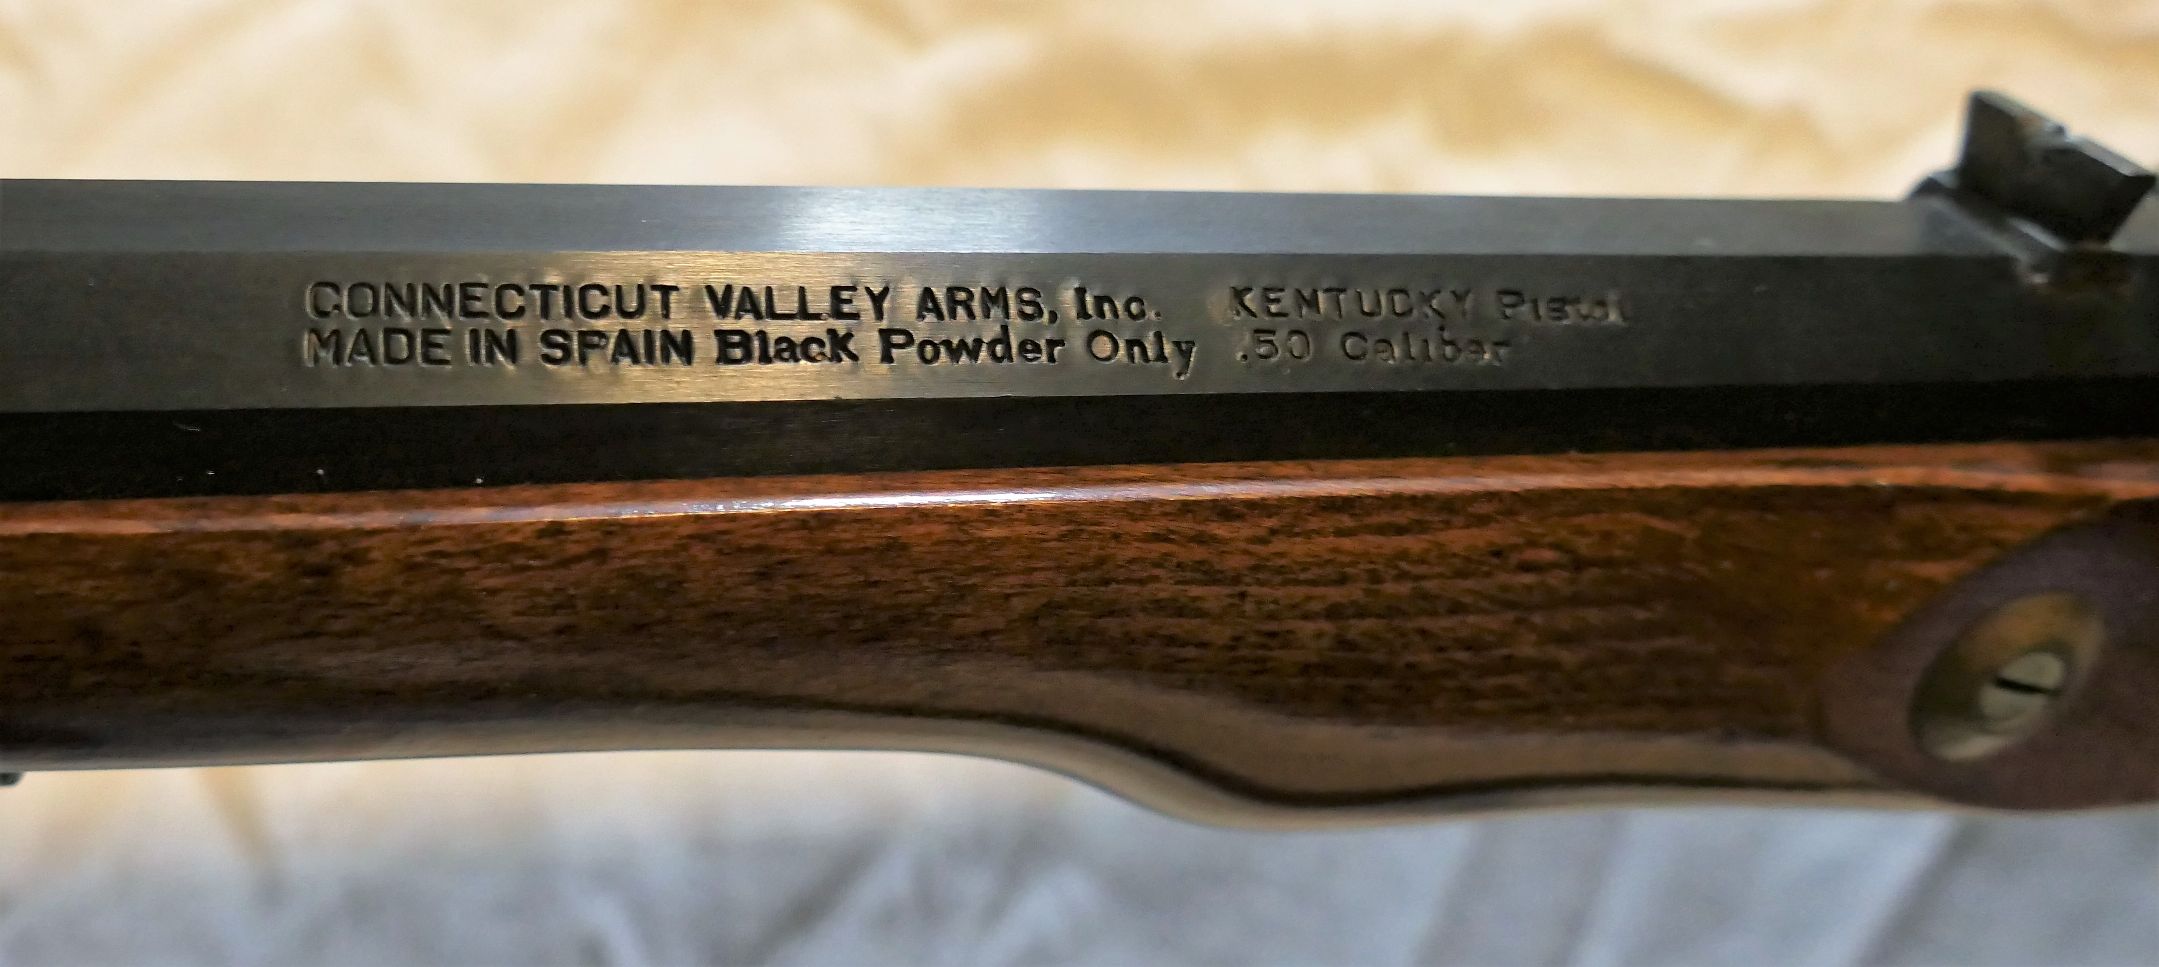 CONNECTICUT VALLEY ARMS, Inc. KENTUCKY Pistol
MADE IN SPAIN Black Powder Only .50 Caliber